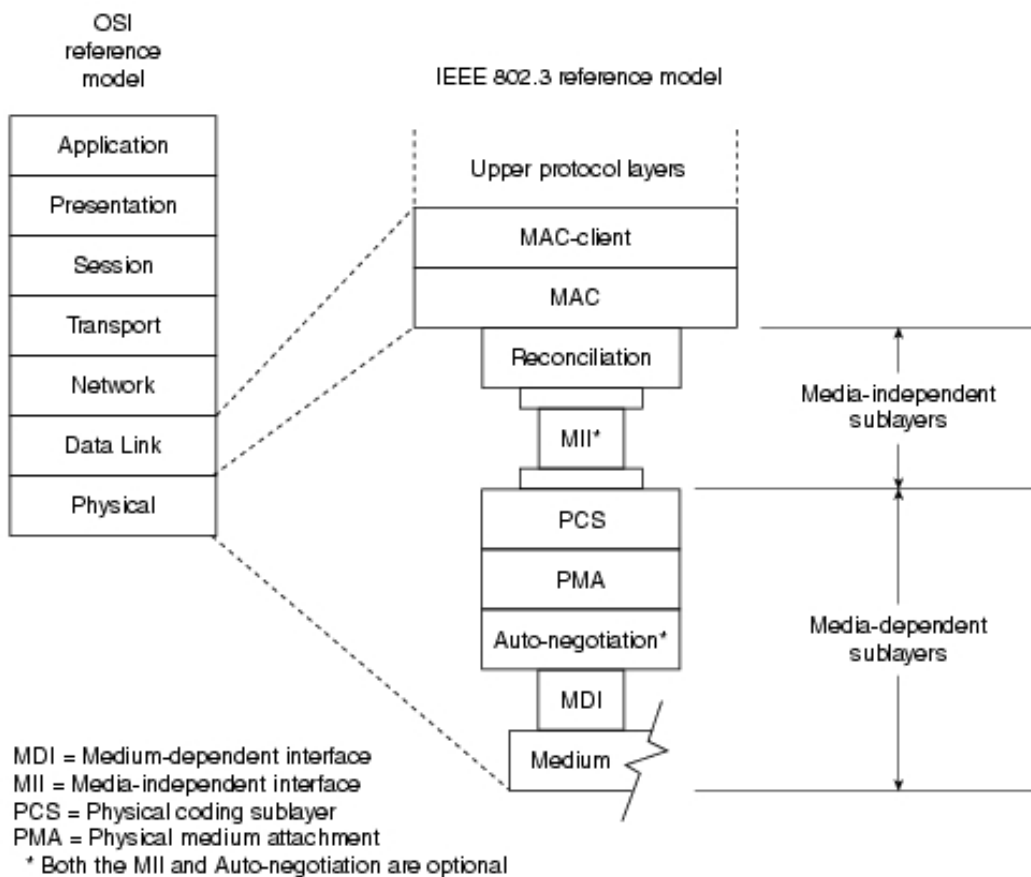 OSI
reference
model
IEEE 802.3 reference model
Application
Presentation
Session
Transport
Network
Data Link
Physical
Upper protocol layers
MAC-client
MAC
Reconciliation
MII*
PCS
PMA
Auto-negotiation*
MDI
Medium
Media-independent
sublayers
Media-dependent
sublayers
MDI = Medium-dependent interface
MII = Media-independent interface
PCS = Physical coding sublayer
PMA = Physical medium attachment
* Both the MII and Auto-negotiation are optional